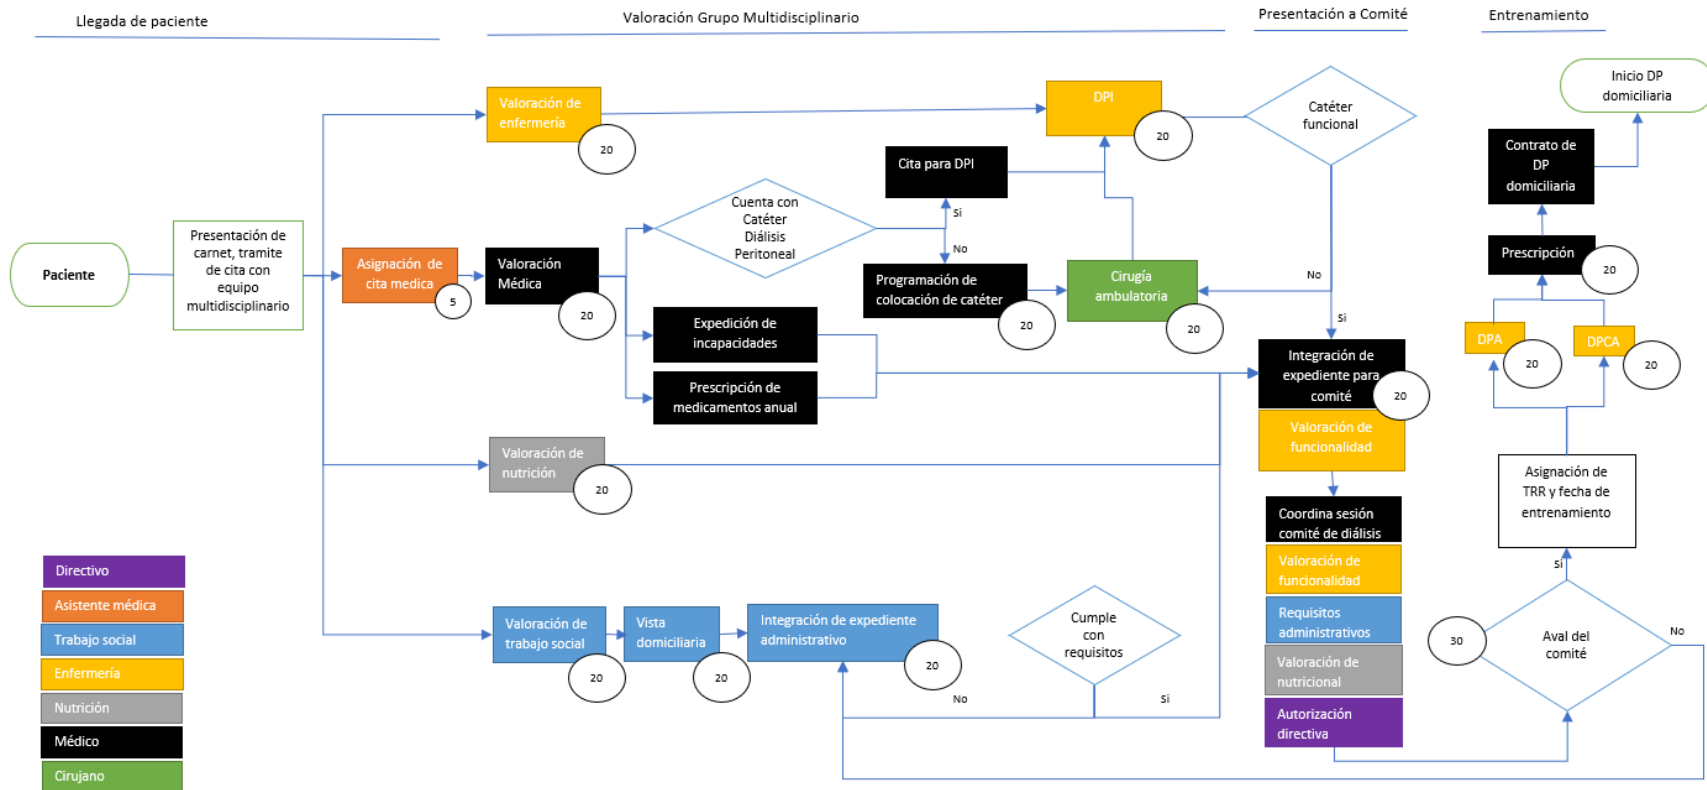 Llegada de paciente
Valoración Grupo Multidisciplinario
Presentación a Comité
Entrenamiento
Paciente
Presentación de
carnet, tramite
de cita con
equipo
multidisciplinario
Asignación de
cita medica
5
Valoración de
enfermería
20
Valoración
Médica
20
Cuenta con
Catéter
Diálisis
Peritoneal
Si
No
Cita para DPI
Programación de
colocación de catéter
20
DPI
20
Cirugía
ambulatoria
20
Expedición de
incapacidades
Prescripción de
medicamentos anual
Valoración de
nutrición
20
Valoración de
trabajo social
20
Vista
domiciliaria
20
Integración de expediente
administrativo
20
Cumple
con
requisitos
No
Si
Catéter
funcional
No
Si
Integración de
expediente para
comité
20
Valoración de
funcionalidad
Coordina sesión
comité de diálisis
Valoración de
funcionalidad
Requisitos
administrativos
Valoración de
nutricional
Autorización
directiva
Aval del
comité
30
Si
No
Asignación de
TRR y fecha de
entrenamiento
DPA
20
DPCA
20
Prescripción
20
Contrato de
DP
domiciliaria
Inicio DP
domiciliaria
Directivo
Asistente médica
Trabajo social
Enfermería
Nutrición
Médico
Cirujano